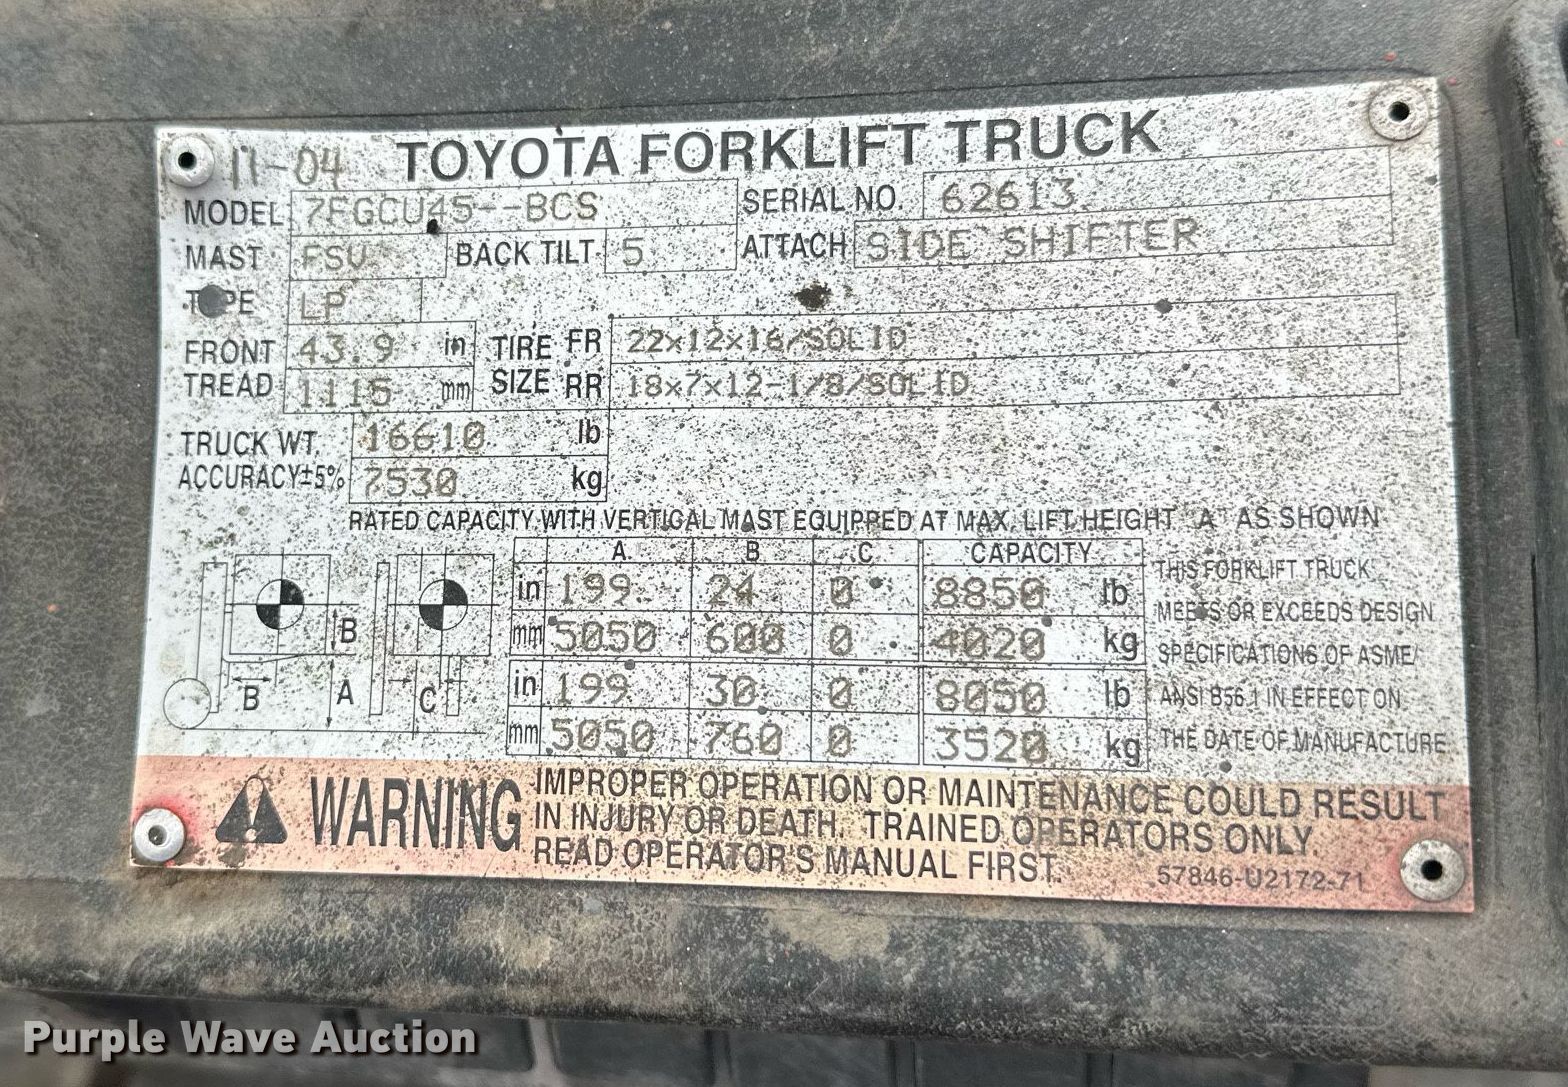 11-04 TOYOTA FORKLIFT TRUCK
MODEL 7FGCU45--BCS SERIAL NO. 62613
MAST FSV BACK TILT 5 ATTACH SIDE SHIFTER
TYPE LP
FRONT TREAD 43.9 in TIRE SIZE FR 22x12x16/SOLID
1115 mm RR 18x7x12-1/8/SOLID
TRUCK WT. 16610 lb
ACCURACY±5% 7530 kg
RATED CAPACITY WITH VERTICAL MAST EQUIPPED AT MAX. LIFT HEIGHT A AS SHOWN
A B C CAPACITY
in 199 24 0 8850 lb
mm 5050 600 0 4020 kg
in 199 30 0 8050 lb
mm 5050 760 0 3520 kg
B
B A C
THIS FORKLIFT TRUCK
MEETS OR EXCEEDS DESIGN
SPECIFICATIONS OF ASME/
ANSI B56.1 IN EFFECT ON
THE DATE OF MANUFACTURE
WARNING IMPROPER OPERATION OR MAINTENANCE COULD RESULT
IN INJURY OR DEATH. TRAINED OPERATORS ONLY
READ OPERATOR'S MANUAL FIRST.
57846-U2172-71
Purple Wave Auction